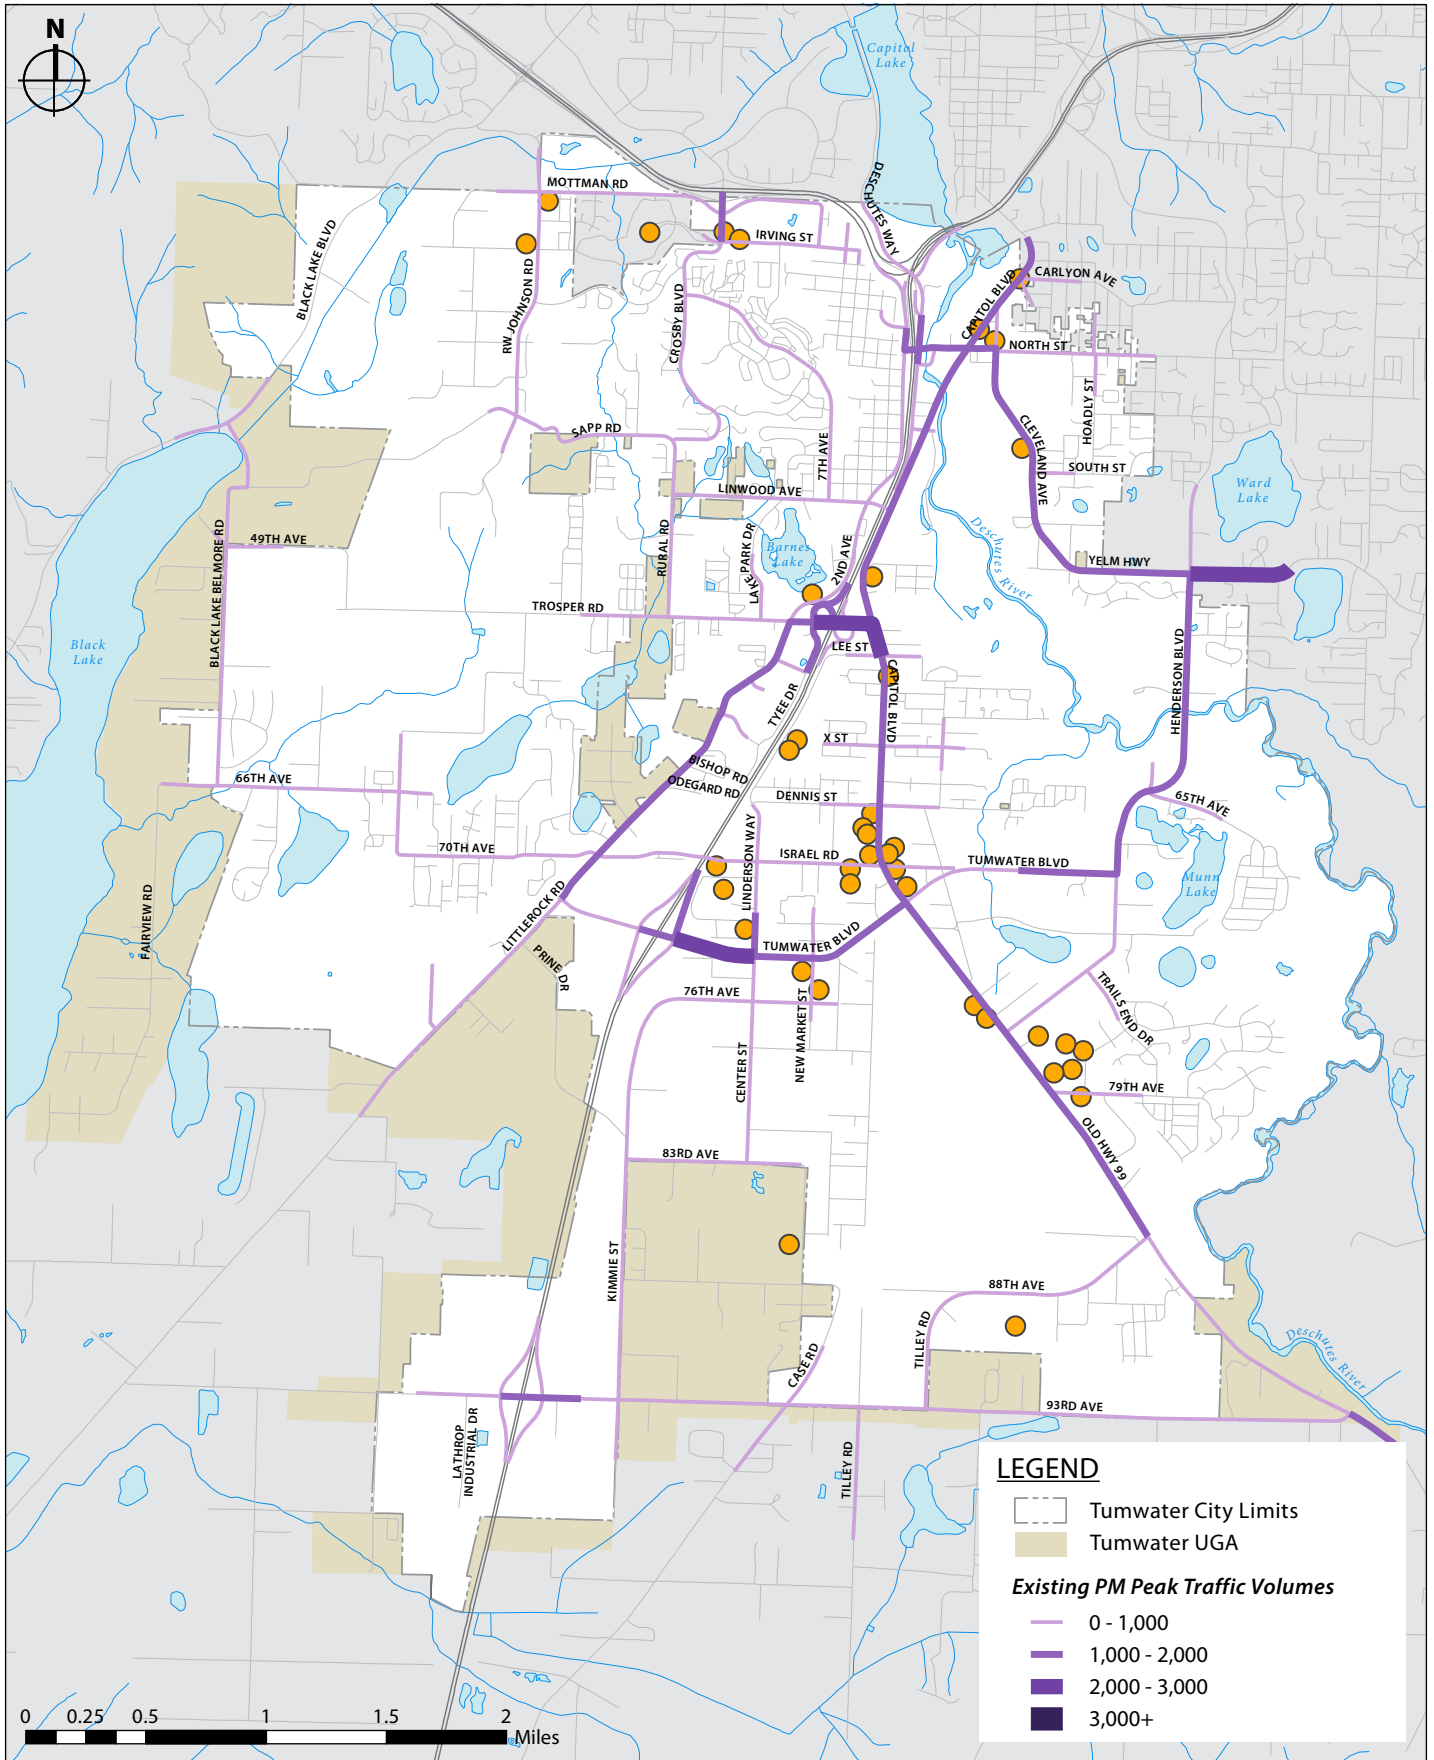 N
Capitol
Lake
DESCHUTES WAY
MOTTMAN RD
IRVING ST
BLACK LAKE BLVD
RW JOHNSON RD
CROSBY BLVD
CAPITOL BLVD
CARLYON AVE
NORTH ST
HOADLY ST
SAPP RD
7TH AVE
CLEVELAND AVE
SOUTH ST
LINWOOD AVE
Ward
Lake
BLACK LAKE BELMORE RD
49TH AVE
RURAL RD
LAKE PARK DR
Barnes
Lake
2ND AVE
Deschutes
River
YELM HWY
TROSPER RD
LEE ST
Black
Lake
CAPITOL BLVD
HENDERSON BLVD
TYEE DR
X ST
BISHOP RD
ODEGARD RD
66TH AVE
DENNIS ST
65TH AVE
LINDERSON WAY
70TH AVE
ISRAEL RD
TUMWATER BLVD
Munn
Lake
FAIRVIEW RD
LITTLEROCK RD
PRINE DR
TUMWATER BLVD
76TH AVE
NEW MARKET ST
TRAILS END DR
CENTER ST
79TH AVE
OLD HWY 99
83RD AVE
KIMMIE ST
88TH AVE
TILLEY RD
CASE RD
Deschutes
River
93RD AVE
LATHROP
INDUSTRIAL DR
TILLEY RD
LEGEND
Tumwater City Limits
Tumwater UGA
Existing PM Peak Traffic Volumes
0 - 1,000
1,000 - 2,000
2,000 - 3,000
3,000+
0 0.25 0.5 1 1.5 2
Miles